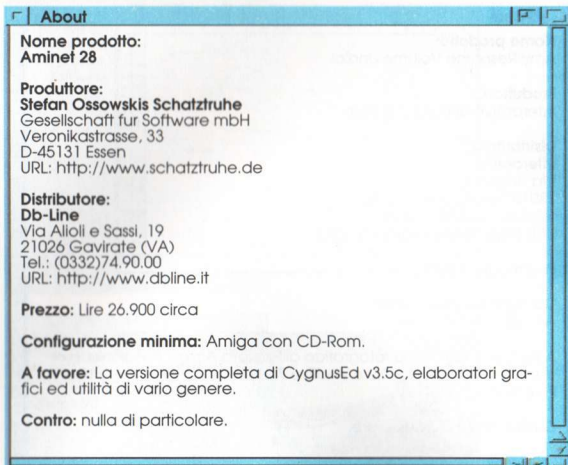 About
Nome prodotto:
Aminet 28
Produttore:
Stefan Ossowskis Schatztruhe
Gesellschaft fur Software mbH
Veronikastrasse, 33
D-45131 Essen
URL: http://www.schatztruhe.de
Distributore:
Db-Line
Via Alioli e Sassi, 19
21026 Gavirate (VA)
Tel.: (0332)74.90.00
URL: http://www.dbline.it
Prezzo: Lire 26.900 circa
Configurazione minima: Amiga con CD-Rom.
A favore: La versione completa di CygnusEd v3.5c, elaboratori gra-
fici ed utilità di vario genere.
Contro: nulla di particolare.